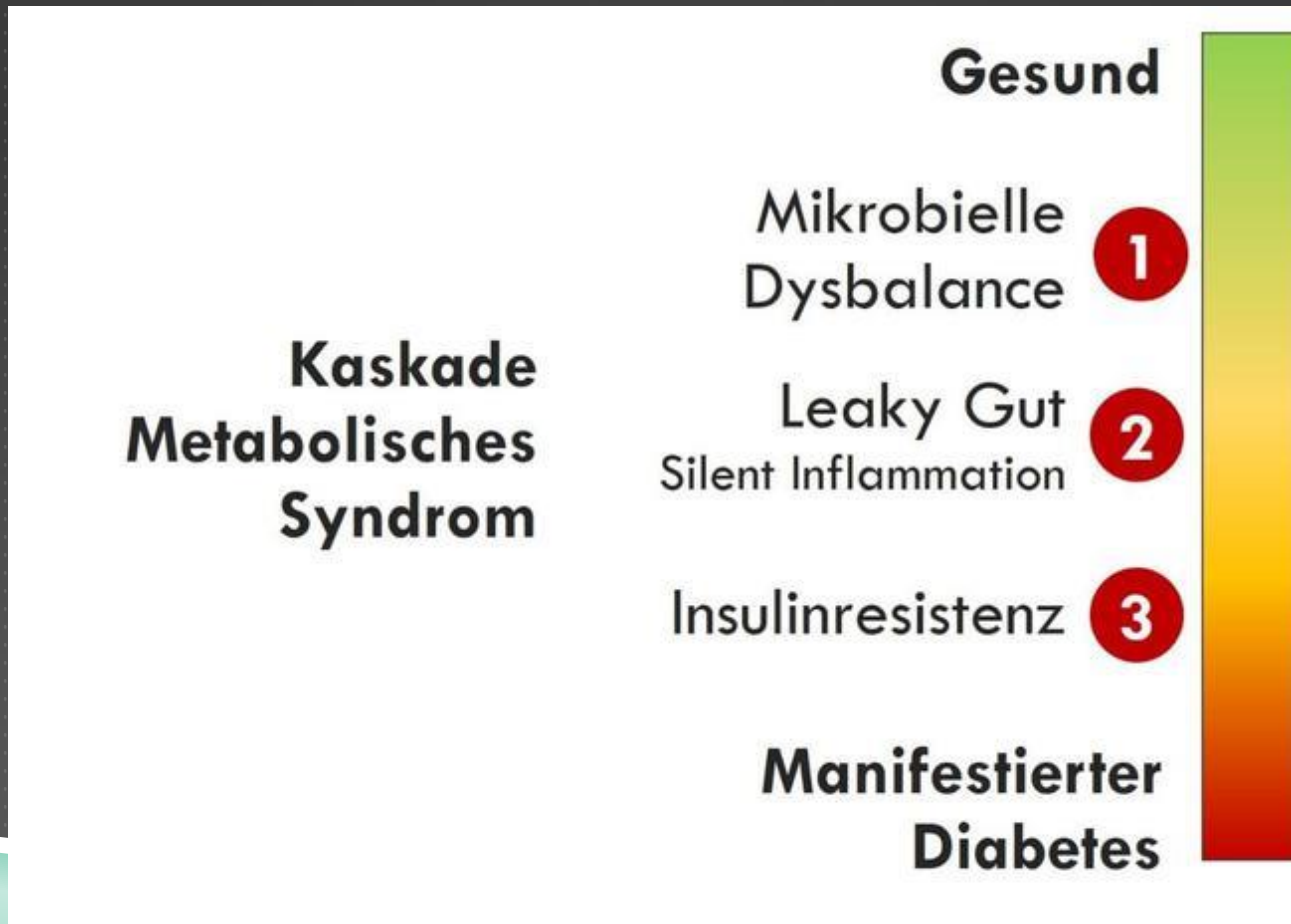 Gesund
Mikrobielle
Dysbalance
1
Kaskade
Metabolisches
Syndrom
Leaky Gut
Silent Inflammation
2
Insulinresistenz
3
Manifestierter
Diabetes